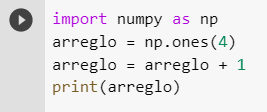 import numpy as np
arreglo = np.ones(4)
arreglo = arreglo + 1
print(arreglo)